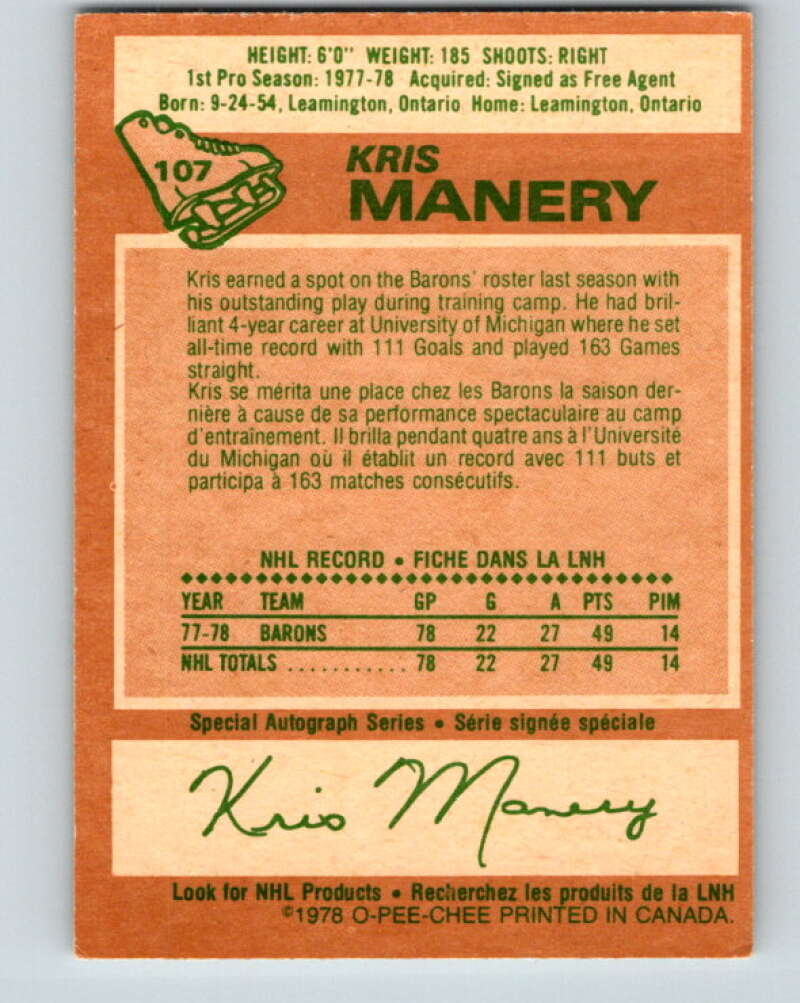 HEIGHT: 6'0" WEIGHT: 185 SHOOTS: RIGHT
1st Pro Season: 1977-78 Acquired: Signed as Free Agent
Born: 9-24-54, Leamington, Ontario Home: Leamington, Ontario
107
KRIS
MANERY
Kris earned a spot on the Barons' roster last season with
his outstanding play during training camp. He had bril-
liant 4-year career at University of Michigan where he set
all-time record with 111 Goals and played 163 Games
straight.
Kris se mérita une place chez les Barons la saison der-
nière à cause de sa performance spectaculaire au camp
d'entraînement. Il brilla pendant quatre ans à l'Université
du Michigan où il établit un record avec 111 buts et
participa à 163 matches consécutifs.
NHL RECORD • FICHE DANS LA LNH
YEAR TEAM GP G A PTS PIM
77-78 BARONS 78 22 27 49 14
NHL TOTALS ........... 78 22 27 49 14
Special Autograph Series • Série signée spéciale
Kris Manery
Look for NHL Products • Recherchez les produits de la LNH
©1978 O-PEE-CHEE PRINTED IN CANADA.